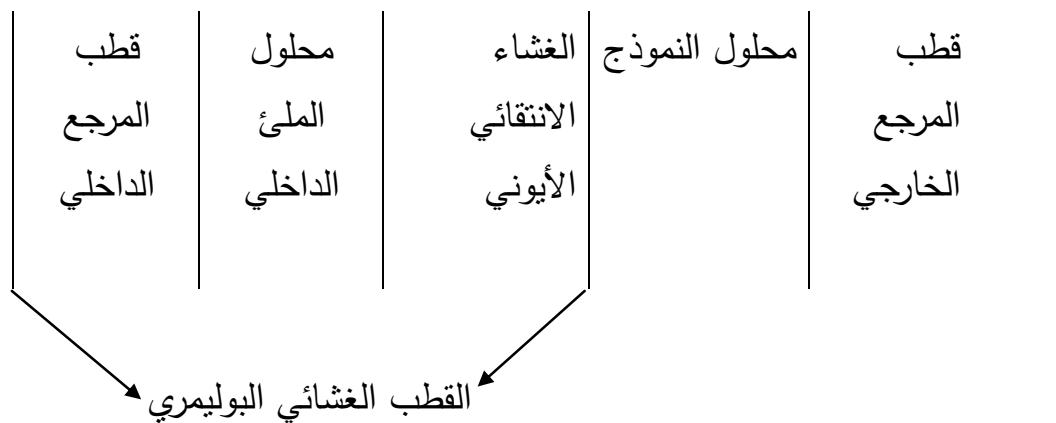 قطب المرجع الخارجي
محلول النموذج
الغشاء الانتقائي الأيوني
محلول الملئ الداخلي
قطب المرجع الداخلي
القطب الغشائي البوليمري